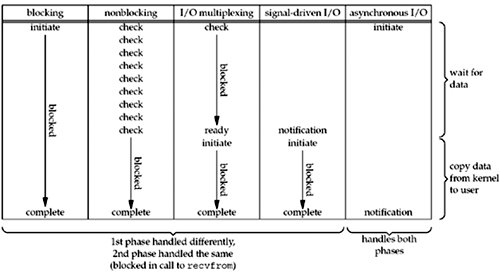 blocking nonblocking I/O multiplexing signal-driven I/O asynchronous I/O
initiate check check initiate
check
check
check
check
check
check
check
check ready notification
initiate initiate
blocked
blocked
blocked
blocked
blocked
complete complete complete complete notification
wait for
data
copy data
from kernel
to user
1st phase handled differently,
2nd phase handled the same
(blocked in call to recvfrom)
handles both
phases